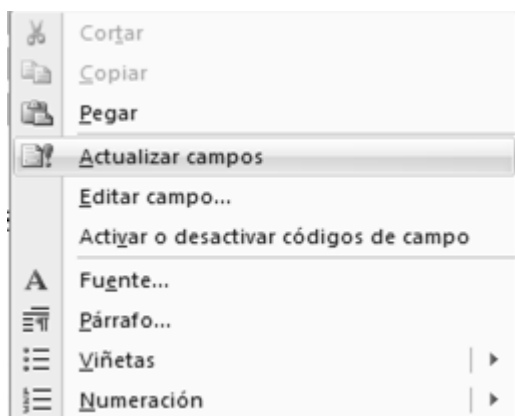 Cortar
Copiar
Pegar
Actualizar campos
Editar campo...
Activar o desactivar códigos de campo
Fuente...
Párrafo...
Viñetas
Numeración